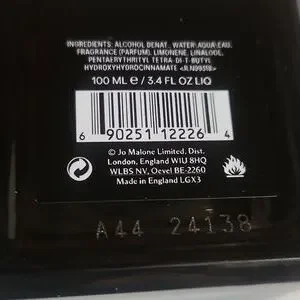 INGREDIENTS: ALCOHOL DENAT. WATER\AQUA\EAU,
FRAGRANCE (PARFUM), LIMONENE, LINALOOL,
PENTAERYTHRITYL TETRA-DI-T-BUTYL
HYDROXYHYDROCINNAMATE
100 ML ℮ / 3.4 FL OZ LIQ
6 90251 11222 6 4
© Jo Malone Limited, Dist.
London, England W1U 8HQ
WLBS NV, Oevel BE-2260
Made in England LGX3
A44 24138